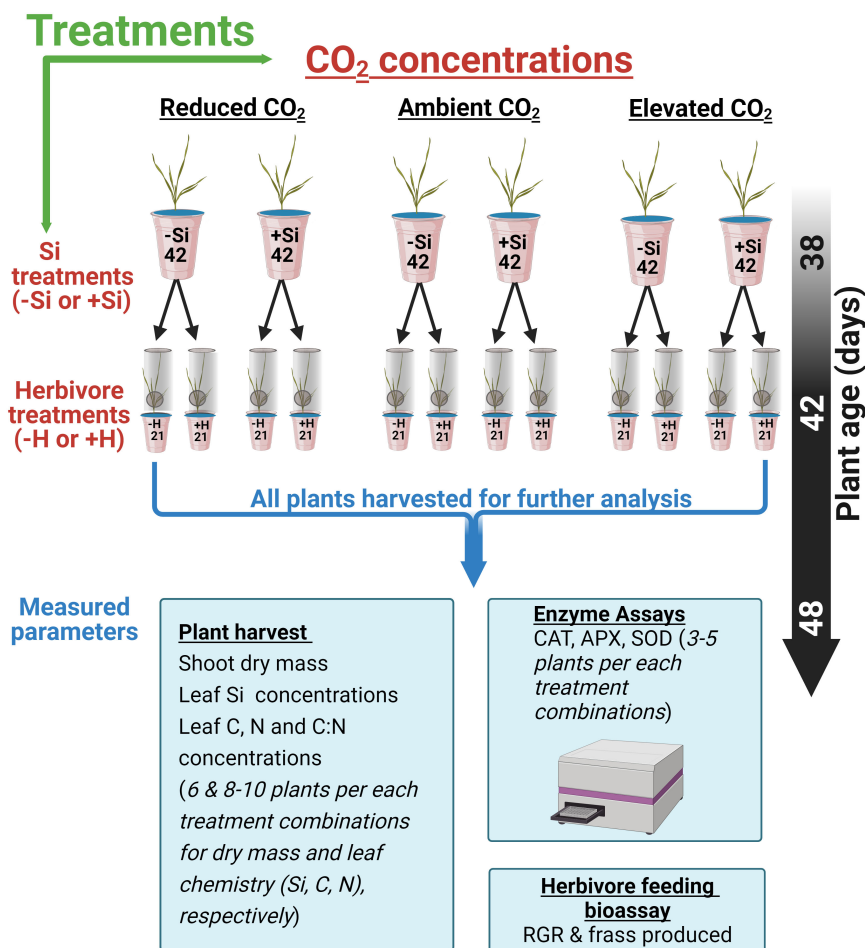 Treatments
CO2 concentrations
Reduced CO2
Ambient CO2
Elevated CO2
-Si
42
+Si
42
-Si
42
+Si
42
-Si
42
+Si
42
Si
treatments
(-Si or +Si)
Herbivore
treatments
(-H or +H)
-H
21
+H
21
-H
21
+H
21
-H
21
+H
21
-H
21
+H
21
-H
21
+H
21
-H
21
+H
21
38
42
48
Plant age (days)
All plants harvested for further analysis
Measured
parameters
Plant harvest
Shoot dry mass
Leaf Si concentrations
Leaf C, N and C:N
concentrations
(6 & 8-10 plants per each
treatment combinations
for dry mass and leaf
chemistry (Si, C, N),
respectively)
Enzyme Assays
CAT, APX, SOD (3-5
plants per each
treatment
combinations)
Herbivore feeding
bioassay
RGR & frass produced